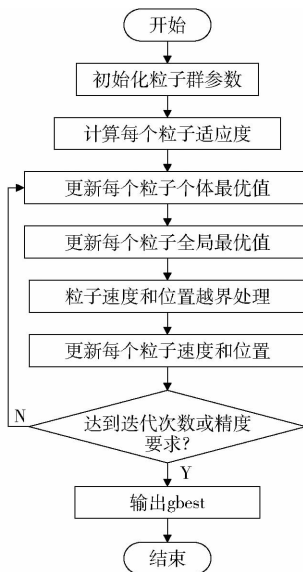 开始
初始化粒子群参数
计算每个粒子适应度
更新每个粒子个体最优值
更新每个粒子全局最优值
粒子速度和位置越界处理
更新每个粒子速度和位置
达到迭代次数或精度
要求?
N
Y
输出gbest
结束